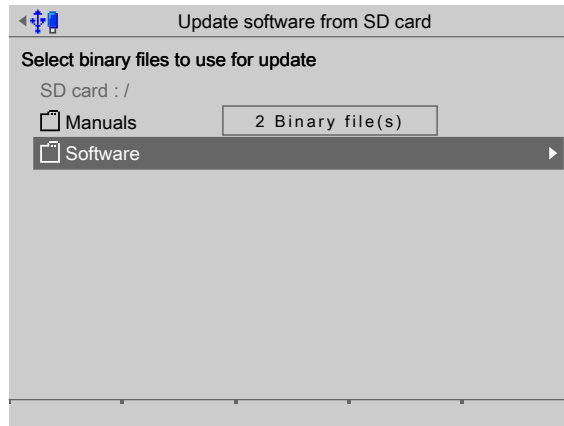 Update software from SD card
Select binary files to use for update
SD card : /
Manuals
2 Binary file(s)
Software